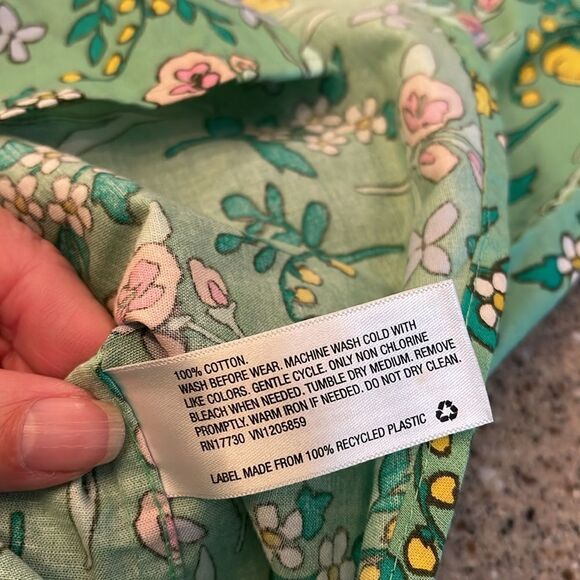 100% COTTON.
WASH BEFORE WEAR. MACHINE WASH COLD WITH
LIKE COLORS. GENTLE CYCLE. ONLY NON CHLORINE
BLEACH WHEN NEEDED. TUMBLE DRY MEDIUM. REMOVE
PROMPTLY. WARM IRON IF NEEDED. DO NOT DRY CLEAN.
RN17730 VN1205859
LABEL MADE FROM 100% RECYCLED PLASTIC